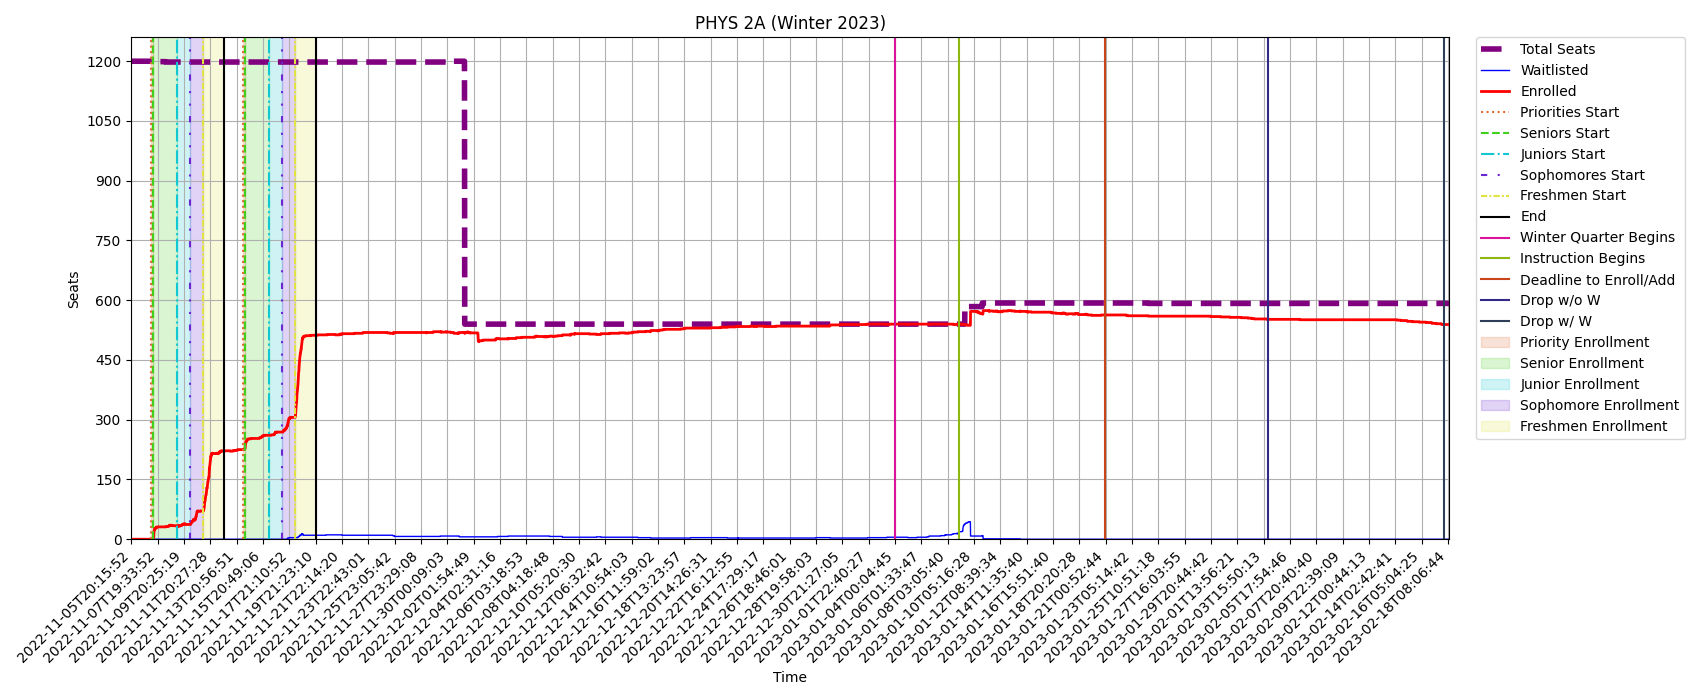 PHYS 2A (Winter 2023)
Seats
1200
1050
900
750
600
450
300
150
0
2022-11-05T20:15:52
2022-11-07T19:33:52
2022-11-09T20:25:19
2022-11-11T20:27:28
2022-11-13T20:56:51
2022-11-15T20:49:06
2022-11-17T21:10:52
2022-11-19T21:23:10
2022-11-21T22:14:20
2022-11-23T22:43:01
2022-11-25T23:05:42
2022-11-27T23:29:08
2022-11-30T00:09:03
2022-12-02T01:54:49
2022-12-04T02:31:16
2022-12-06T03:18:53
2022-12-08T04:18:48
2022-12-10T05:20:30
2022-12-12T06:32:42
2022-12-14T10:54:03
2022-12-16T11:59:02
2022-12-18T13:23:57
2022-12-20T14:26:31
2022-12-22T16:12:55
2022-12-24T17:29:17
2022-12-26T18:46:01
2022-12-28T19:58:03
2022-12-30T21:27:05
2023-01-01T22:40:27
2023-01-04T00:04:45
2023-01-06T01:33:47
2023-01-08T03:05:40
2023-01-10T05:16:28
2023-01-12T08:39:34
2023-01-14T11:35:40
2023-01-16T15:51:40
2023-01-18T18:20:28
2023-01-21T00:52:44
2023-01-23T05:14:42
2023-01-25T10:51:18
2023-01-27T16:03:55
2023-01-29T20:44:42
2023-02-01T13:56:21
2023-02-03T15:50:13
2023-02-05T17:54:46
2023-02-07T20:40:40
2023-02-09T22:39:09
2023-02-12T00:44:13
2023-02-14T02:42:41
2023-02-16T05:04:25
2023-02-18T08:06:44
Time
Total Seats
Waitlisted
Enrolled
Priorities Start
Seniors Start
Juniors Start
Sophomores Start
Freshmen Start
End
Winter Quarter Begins
Instruction Begins
Deadline to Enroll/Add
Drop w/o W
Drop w/ W
Priority Enrollment
Senior Enrollment
Junior Enrollment
Sophomore Enrollment
Freshmen Enrollment